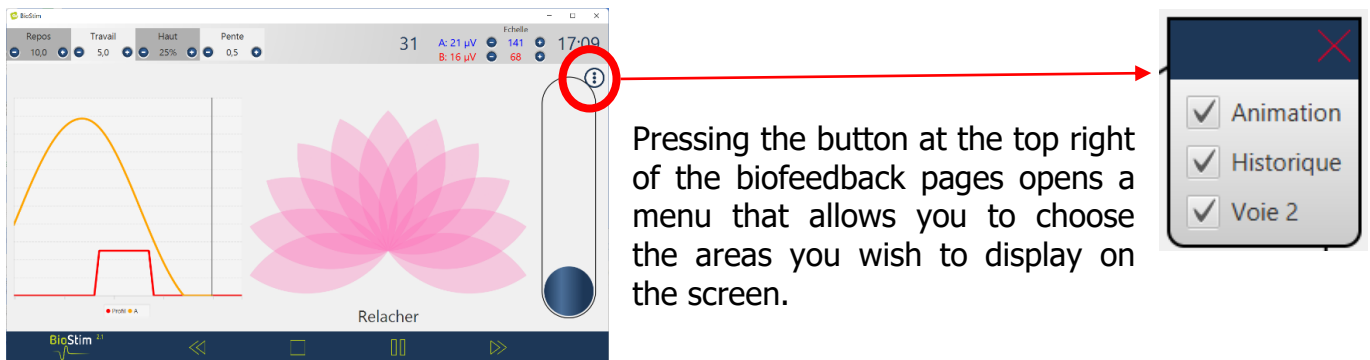 BioStim
Repos Travail Haut Pente
10,0 5,0 25% 0,5
31
Echelle
A: 21 µV 141
B: 16 µV 68
17:09
Profil A
Relacher
BioStim 2.1
Pressing the button at the top right
of the biofeedback pages opens a
menu that allows you to choose
the areas you wish to display on
the screen.
Animation
Historique
Voie 2